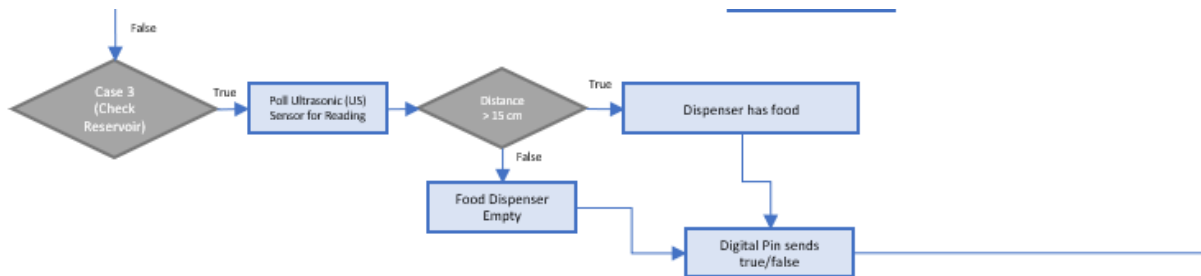 False
Case 3
(Check
Reservoir)
True
Poll Ultrasonic (US)
Sensor for Reading
Distance
> 15 cm
True
Dispenser has food
False
Food Dispenser
Empty
Digital Pin sends
true/false